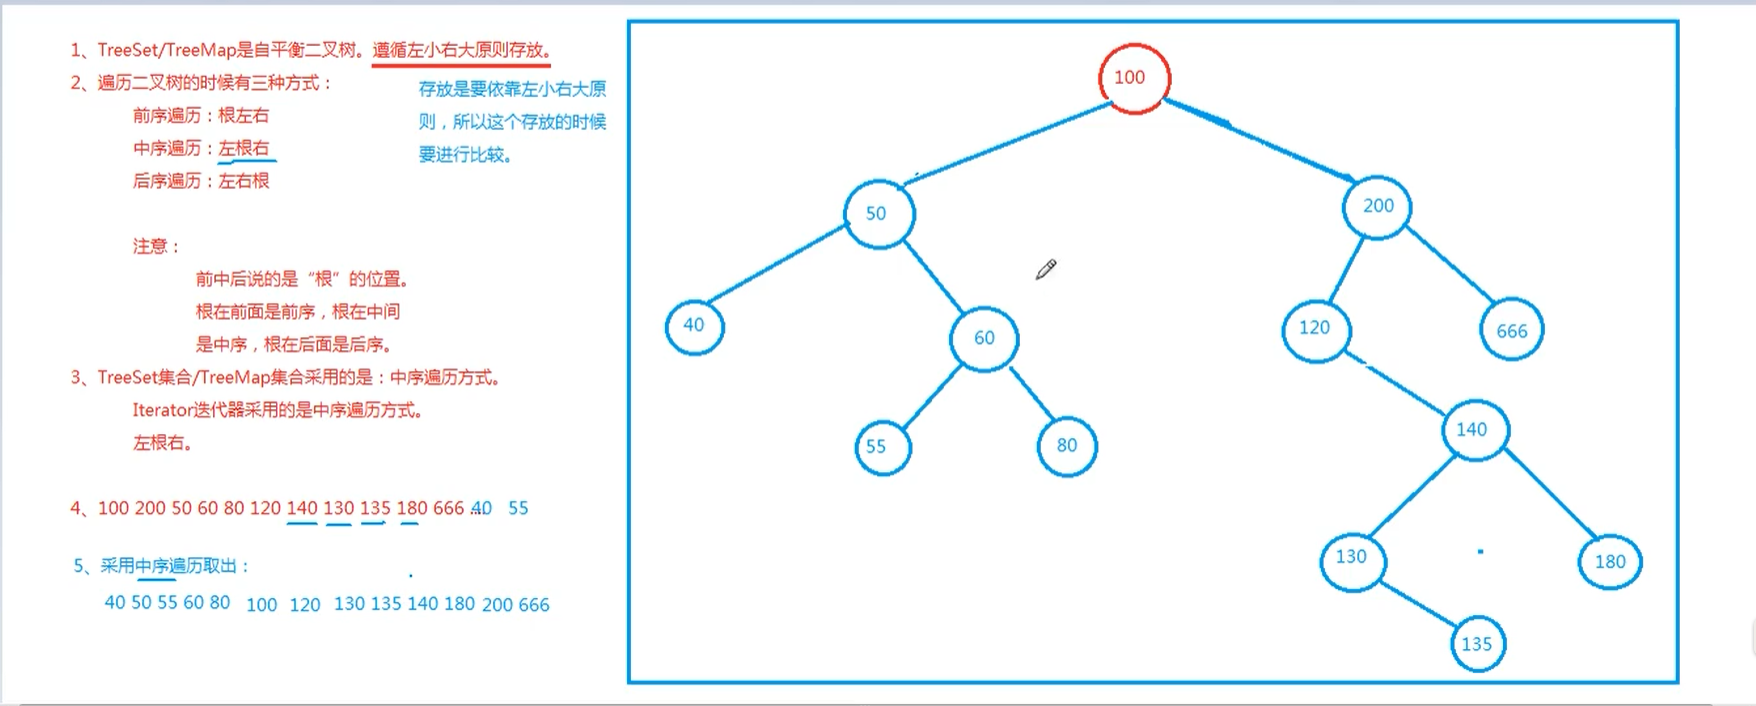 1、TreeSet/TreeMap是自平衡二叉树。遵循左小右大原则存放。
2、遍历二叉树的时候有三种方式：
前序遍历：根左右
中序遍历：左根右
后序遍历：左右根
存放是要依靠左小右大原
则，所以这个存放的时候
要进行比较。
注意：
前中后说的是“根”的位置。
根在前面是前序，根在中间
是中序，根在后面是后序。
3、TreeSet集合/TreeMap集合采用的是：中序遍历方式。
Iterator迭代器采用的是中序遍历方式。
左根右。
4、100 200 50 60 80 120 140 130 135 180 666 ... 40 55
5、采用中序遍历取出：
40 50 55 60 80 100 120 130 135 140 180 200 666
100
50
200
40
60
120
666
55
80
140
130
180
135